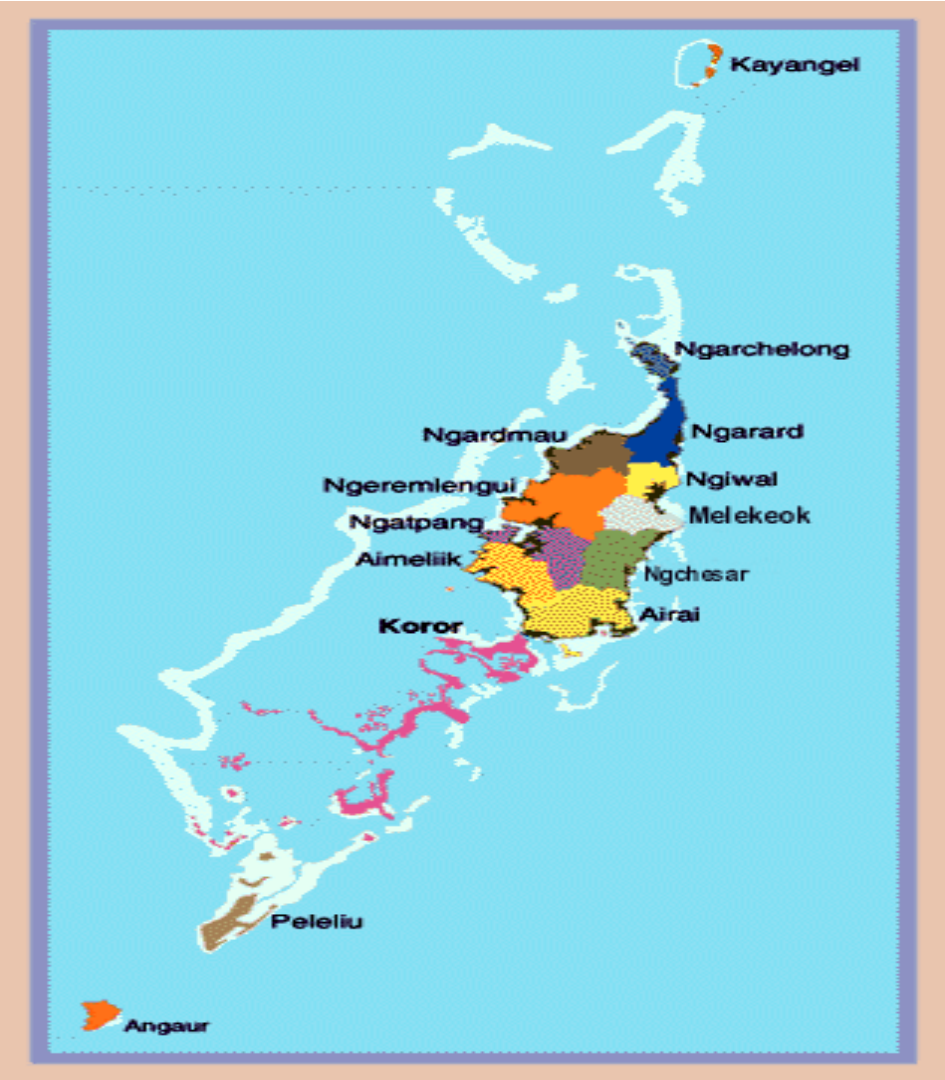 Kayangel
Ngarchelong
Ngardmau
Ngarard
Ngeremlengui
Ngiwal
Ngatpang
Melekeok
Aimeliik
Ngchesar
Koror
Airai
Peleliu
Angaur